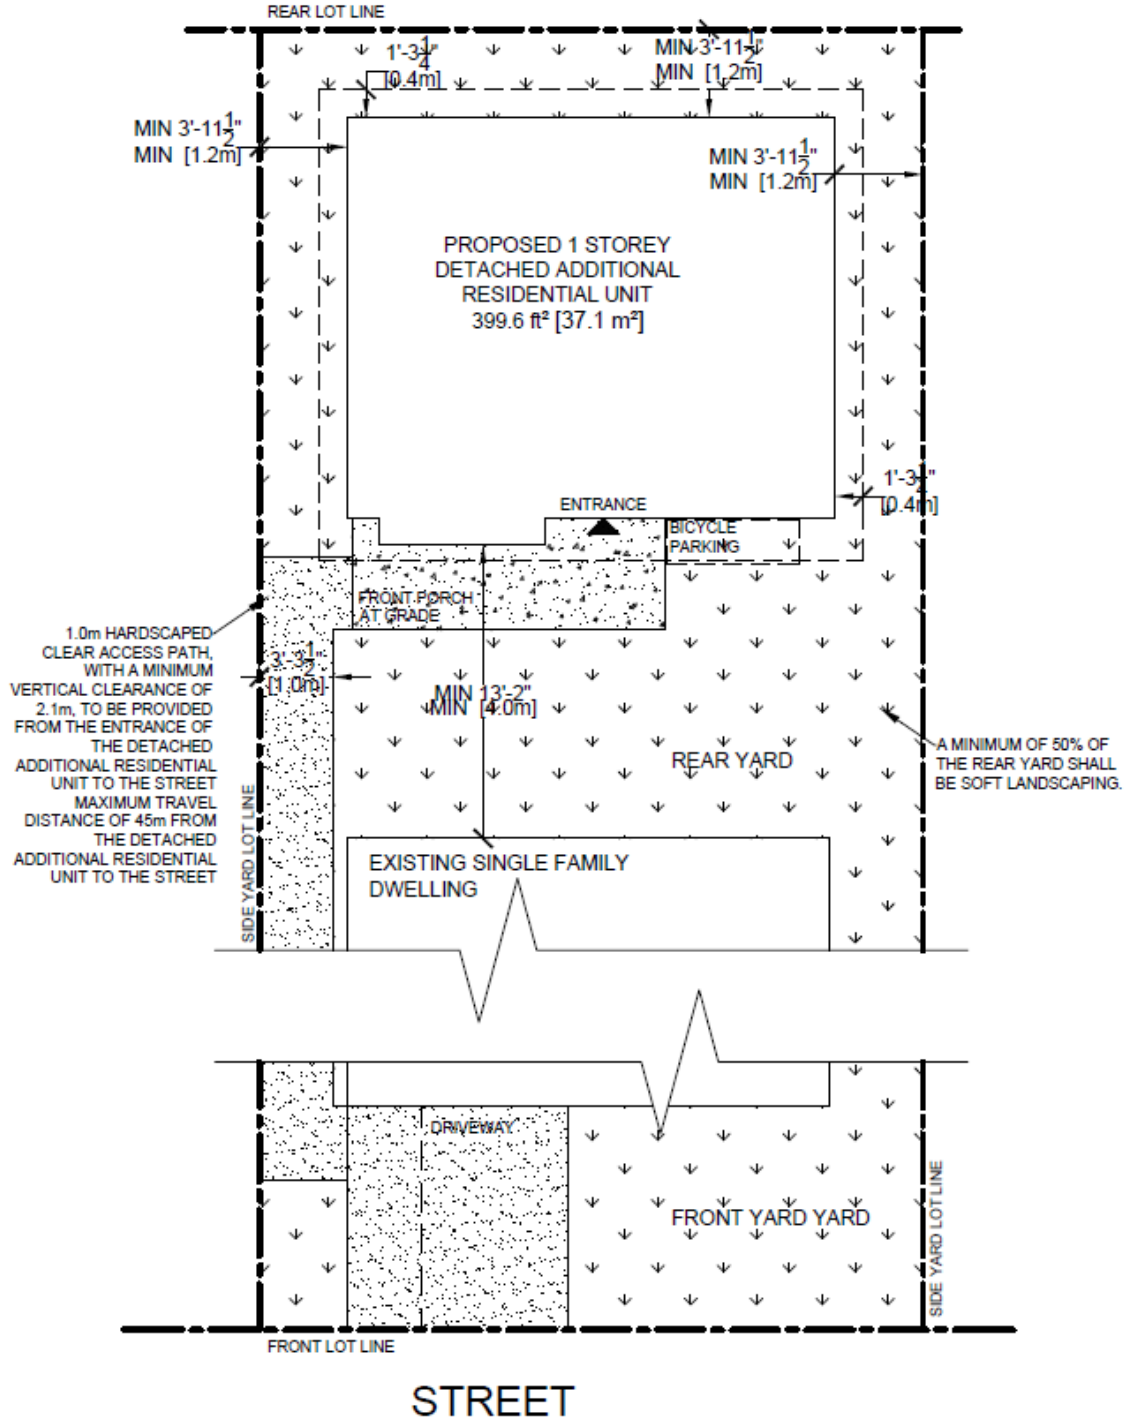 REAR LOT LINE
1'-3 1/4"
[0.4m]
MIN 3'-11 1/2"
MIN [1.2m]
MIN 3'-11 1/2"
MIN [1.2m]
MIN 3'-11 1/2"
MIN [1.2m]
PROPOSED 1 STOREY
DETACHED ADDITIONAL
RESIDENTIAL UNIT
399.6 ft² [37.1 m²]
[0.4m]
ENTRANCE
BICYCLE
PARKING
FRONT PORCH
AT GRADE
1.0m HARDSCAPED
CLEAR ACCESS PATH,
WITH A MINIMUM
VERTICAL CLEARANCE OF
2.1m, TO BE PROVIDED
FROM THE ENTRANCE OF
THE DETACHED
ADDITIONAL RESIDENTIAL
UNIT TO THE STREET
MAXIMUM TRAVEL
DISTANCE OF 45m FROM
THE DETACHED
ADDITIONAL RESIDENTIAL
UNIT TO THE STREET
3'-3 1/2"
[1.0m]
MIN 13'-2"
MIN [4.0m]
REAR YARD
A MINIMUM OF 50% OF
THE REAR YARD SHALL
BE SOFT LANDSCAPING.
SIDE YARD LOT LINE
EXISTING SINGLE FAMILY
DWELLING
DRIVEWAY
FRONT YARD YARD
SIDE YARD LOT LINE
FRONT LOT LINE
STREET